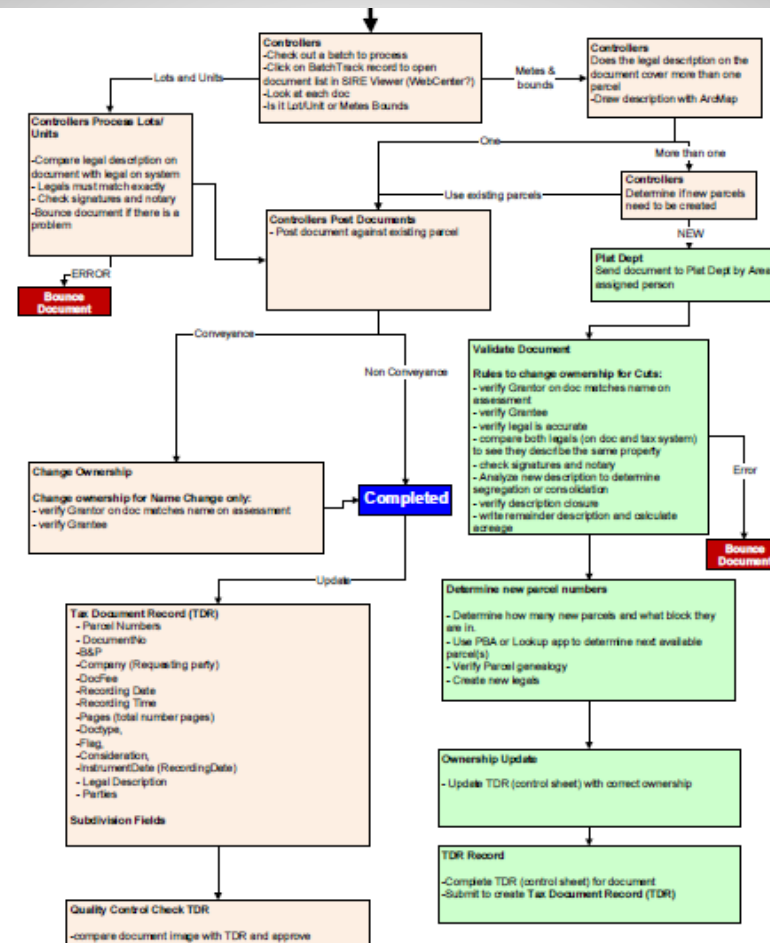 Controllers
-Check out a batch to process
-Click on BatchTrack record to open
document list in SIRE Viewer (WebCenter?)
-Look at each doc
-Is it Lot/Unit or Metes Bounds
Lots and Units
Metes &
bounds
Controllers
Does the legal description on the
document cover more than one
parcel
-Draw description with ArcMap
Controllers Process Lots/
Units
-Compare legal description on
document with legal on system
- Legals must match exactly
- Check signatures and notary
-Bounce document if there is a
problem
One
More than one
Controllers
Determine if new parcels
need to be created
Use existing parcels
Controllers Post Documents
- Post document against existing parcel
NEW
ERROR
Bounce
Document
Plat Dept
Send document to Plat Dept by Area
assigned person
Conveyance
Non Conveyance
Validate Document
Rules to change ownership for Cuts:
- verify Grantor on doc matches name on
assessment
- verify Grantee
- verify legal is accurate
- compare both legals (on doc and tax system)
to see they describe the same property
- check signatures and notary
- Analyze new description to determine
segregation or consolidation
- verify description closure
- write remainder description and calculate
acreage
Error
Bounce
Document
Change Ownership
Change ownership for Name Change only:
- verify Grantor on doc matches name on assessment
- verify Grantee
Completed
Update
Tax Document Record (TDR)
- Parcel Numbers
- DocumentNo
-B&P
-Company (Requesting party)
-DocFee
-Recording Date
-Recording Time
-Pages (total number pages)
-Doctype,
-Flag,
-Consideration,
-InstrumentDate (RecordingDate)
- Legal Description
- Parties
Subdivision Fields
Determine new parcel numbers
- Determine how many new parcels and what block they
are in.
- Use PBA or Lookup app to determine next available
parcel(s)
- Verify Parcel genealogy
- Create new legals
Ownership Update
- Update TDR (control sheet) with correct ownership
TDR Record
-Complete TDR (control sheet) for document
-Submit to create Tax Document Record (TDR)
Quality Control Check TDR
-compare document image with TDR and approve